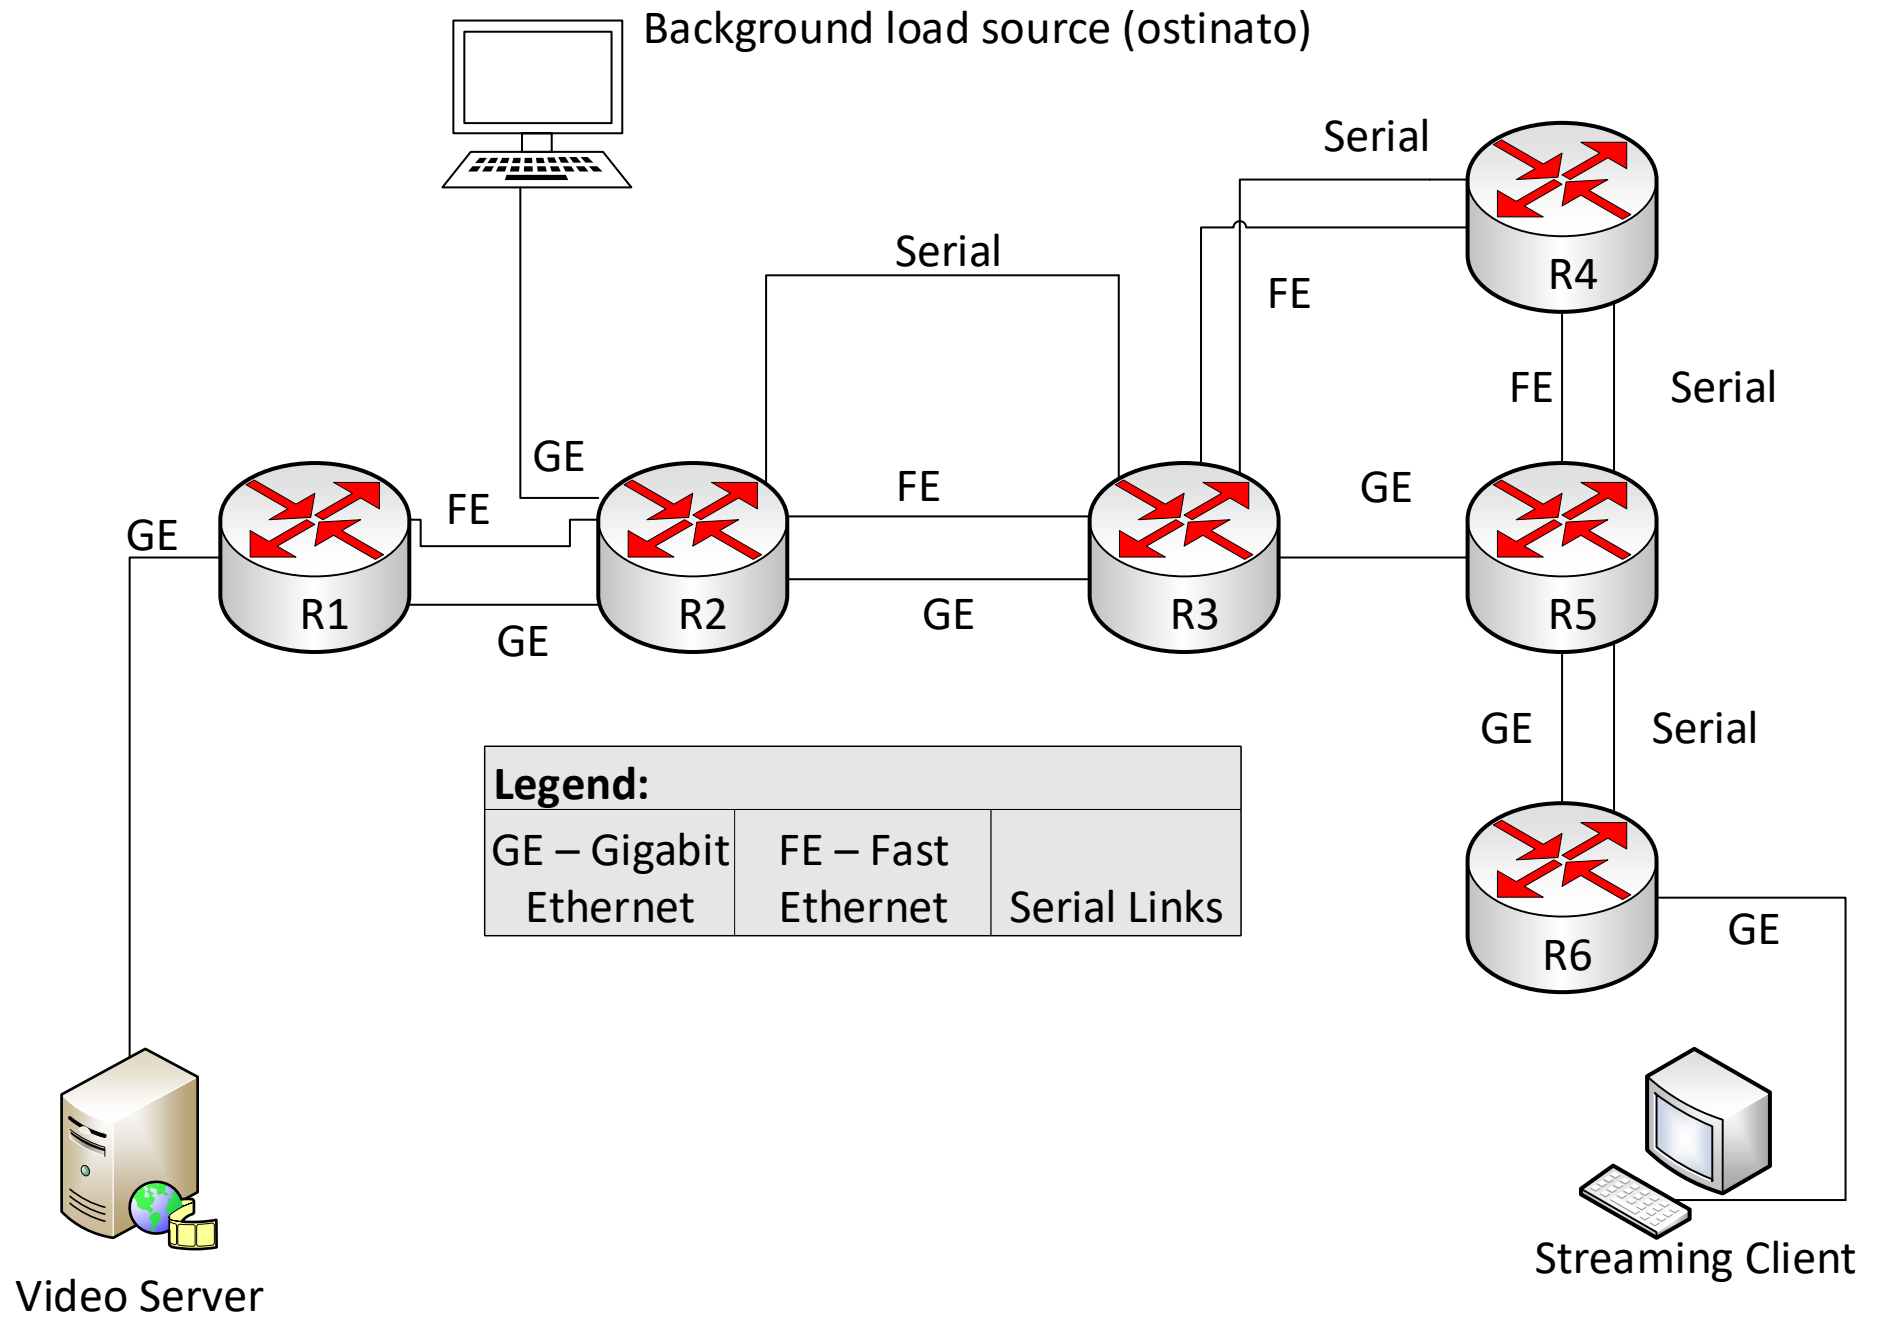 Background load source (ostinato)
Serial
Serial
R4
FE
FE
Serial
GE
FE
GE
FE
GE
GE
R1
R2
R3
R5
GE
GE
GE
Serial
Legend:
GE – Gigabit Ethernet
FE – Fast Ethernet
Serial Links
R6
GE
Streaming Client
Video Server